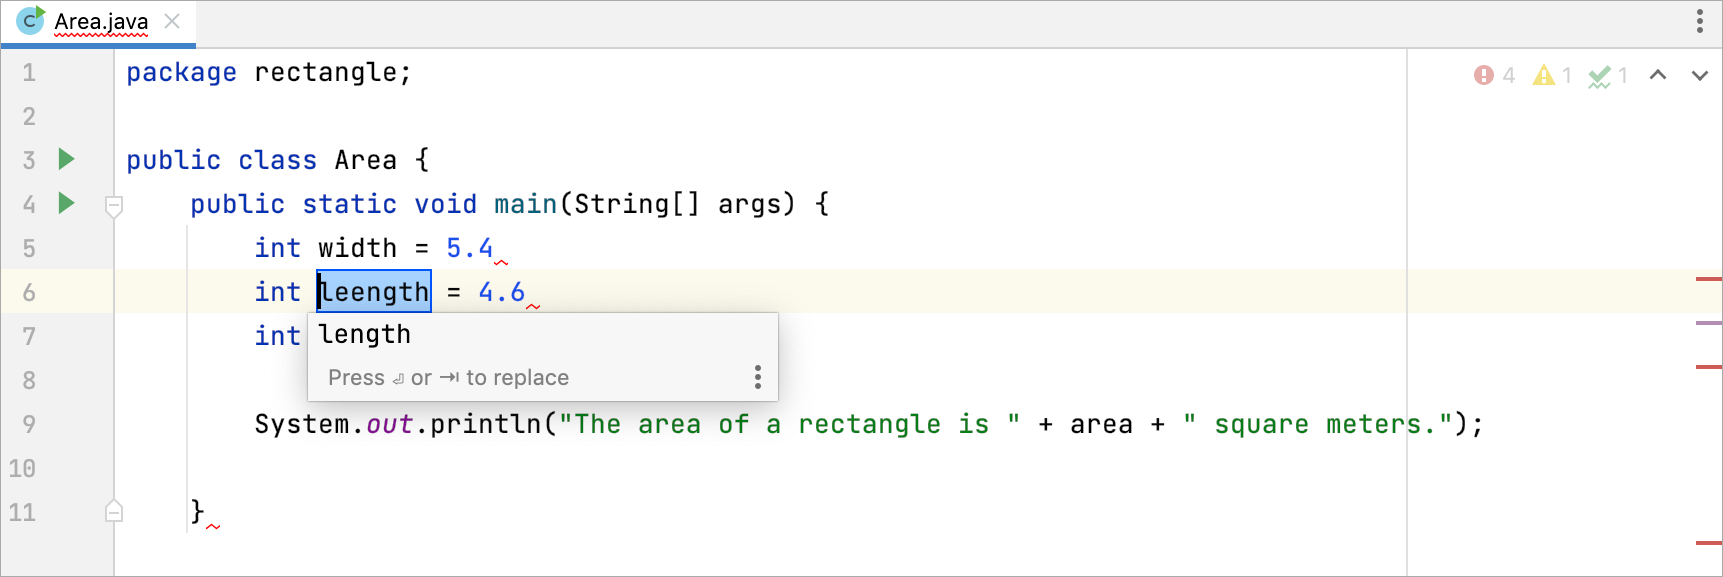 Area.java
4 1 1
1 package rectangle;
2
3 public class Area {
4 public static void main(String[] args) {
5 int width = 5.4
6 int leength = 4.6
7 int
length
Press ⏎ or ⇥ to replace
8
9 System.out.println("The area of a rectangle is " + area + " square meters.");
10
11 }